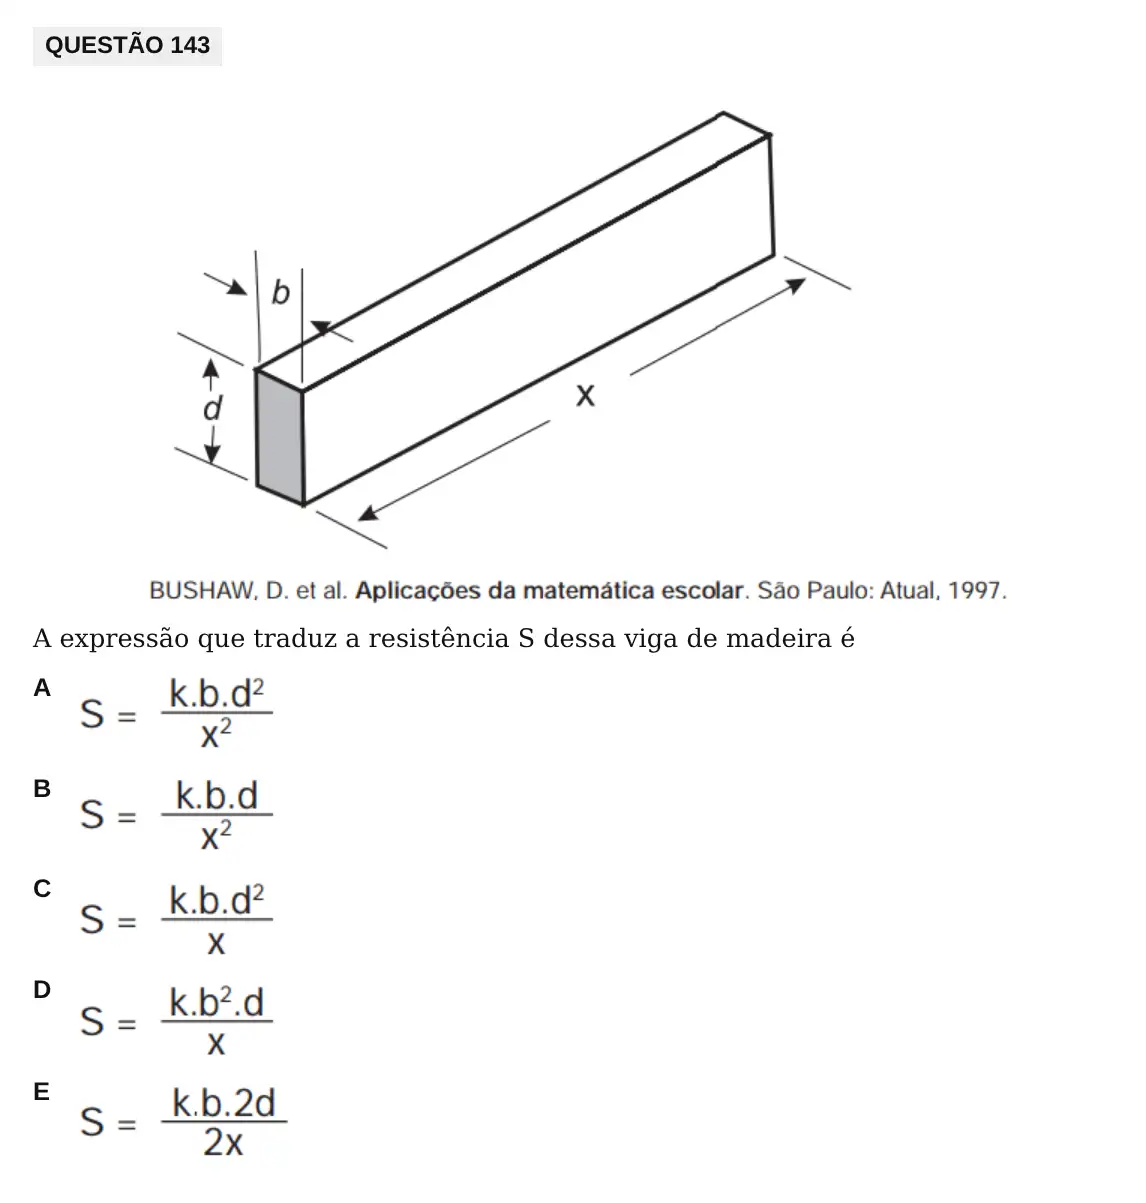 QUESTÃO 143
b
d
x
BUSHAW, D. et al. Aplicações da matemática escolar. São Paulo: Atual, 1997.
A expressão que traduz a resistência S dessa viga de madeira é
A S = k.b.d² / x²
B S = k.b.d / x²
C S = k.b.d² / x
D S = k.b².d / x
E S = k.b.2d / 2x